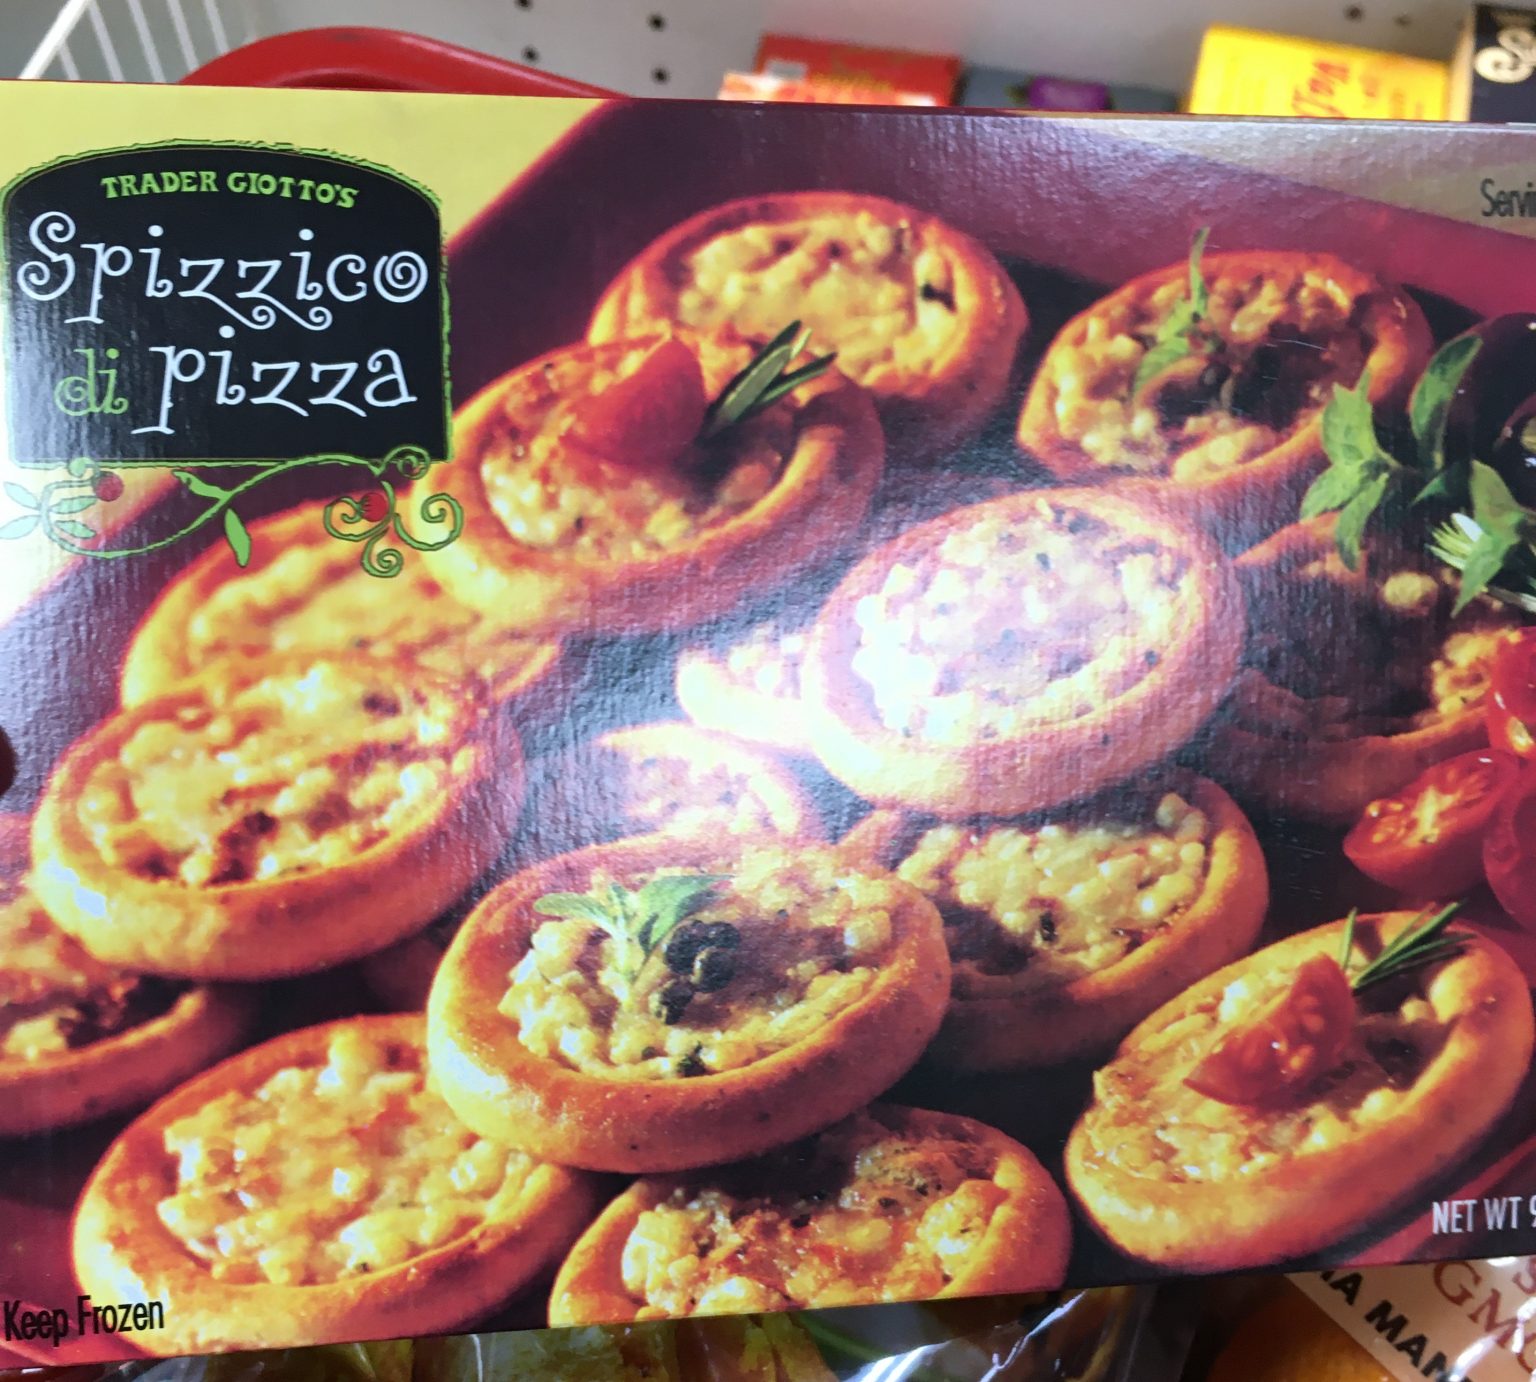 TRADER GIOTTO'S
Spizzico
di pizza
Keep Frozen
NET WT